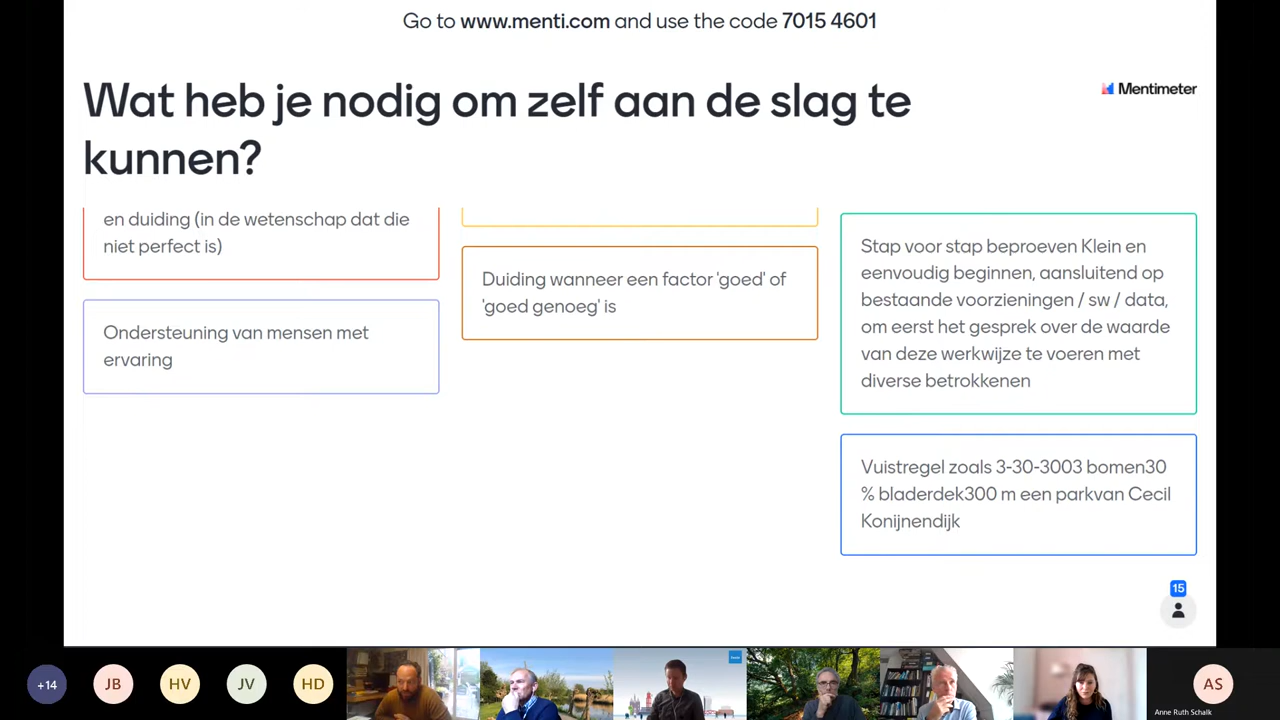 Go to www.menti.com and use the code 7015 4601
Wat heb je nodig om zelf aan de slag te
kunnen?
Mentimeter
en duiding (in de wetenschap dat die
niet perfect is)
Ondersteuning van mensen met
ervaring
Duiding wanneer een factor 'goed' of
'goed genoeg' is
Stap voor stap beproeven Klein en
eenvoudig beginnen, aansluitend op
bestaande voorzieningen / sw / data,
om eerst het gesprek over de waarde
van deze werkwijze te voeren met
diverse betrokkenen
Vuistregel zoals 3-30-3003 bomen30
% bladerdek300 m een parkvan Cecil
Konijnendijk
15
+14
JB
HV
JV
HD
AS
Anne Ruth Schalk